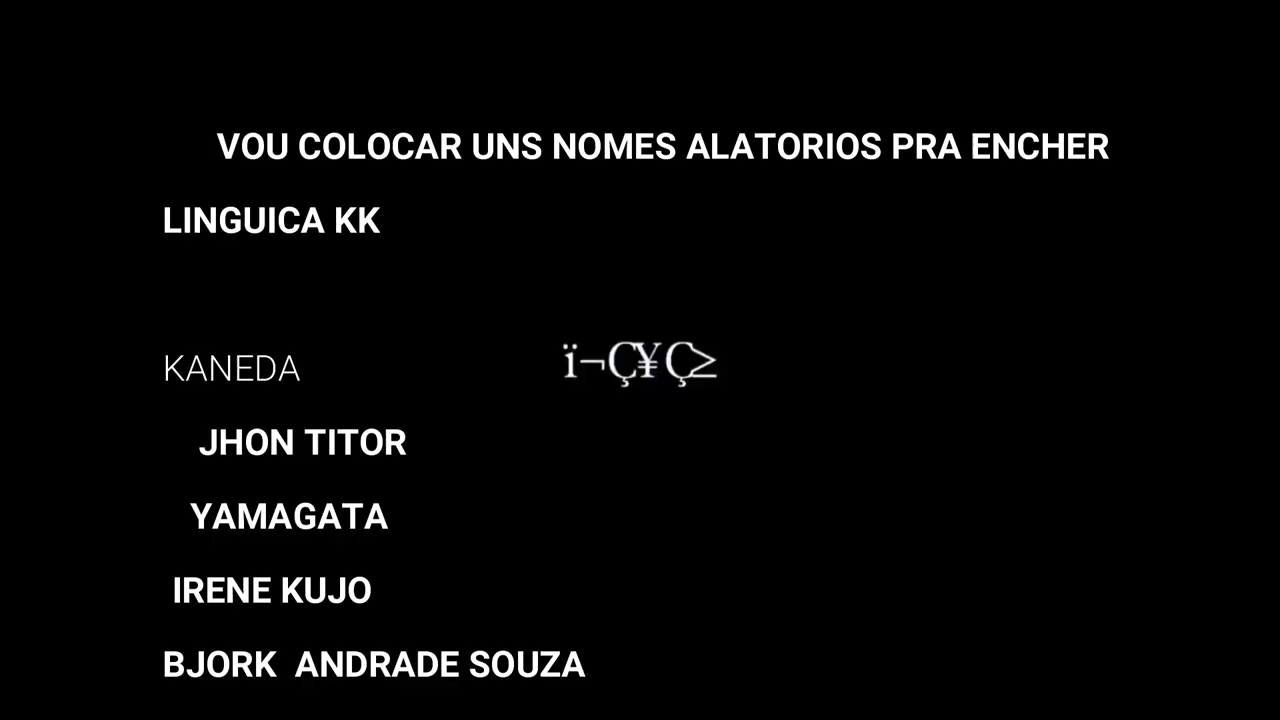 VOU COLOCAR UNS NOMES ALATORIOS PRA ENCHER
LINGUICA KK
ï¬Ç¥Ç≥
KANEDA
JHON TITOR
YAMAGATA
IRENE KUJO
BJORK  ANDRADE SOUZA